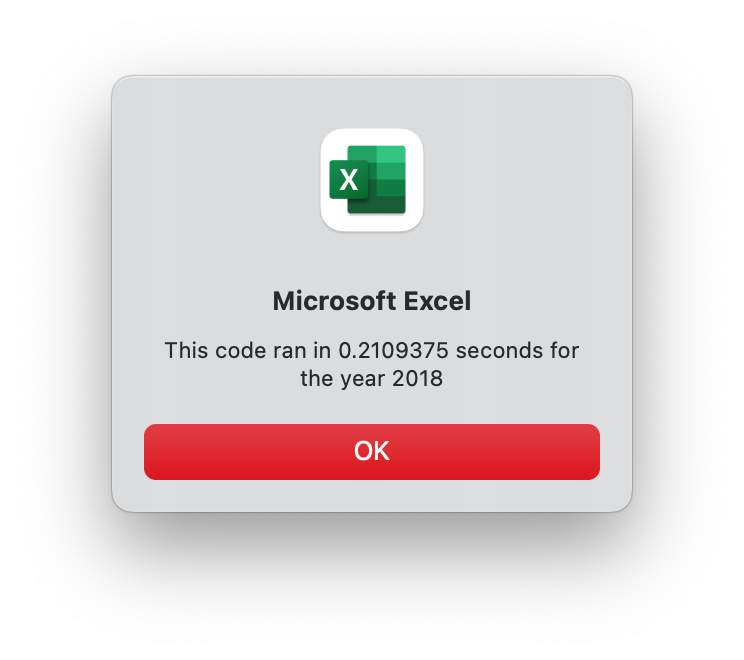 X
Microsoft Excel
This code ran in 0.2109375 seconds for
the year 2018
OK